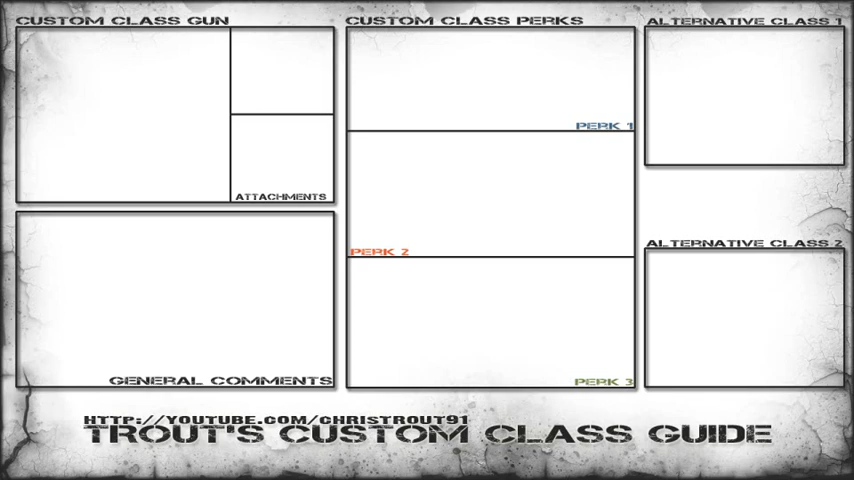 CUSTOM CLASS GUN
ATTACHMENTS
GENERAL COMMENTS
CUSTOM CLASS PERKS
PERK 1
PERK 2
PERK 3
ALTERNATIVE CLASS 1
ALTERNATIVE CLASS 2
HTTP://YOUTUBE.COM/CHRISTROUT91
TROUT'S CUSTOM CLASS GUIDE